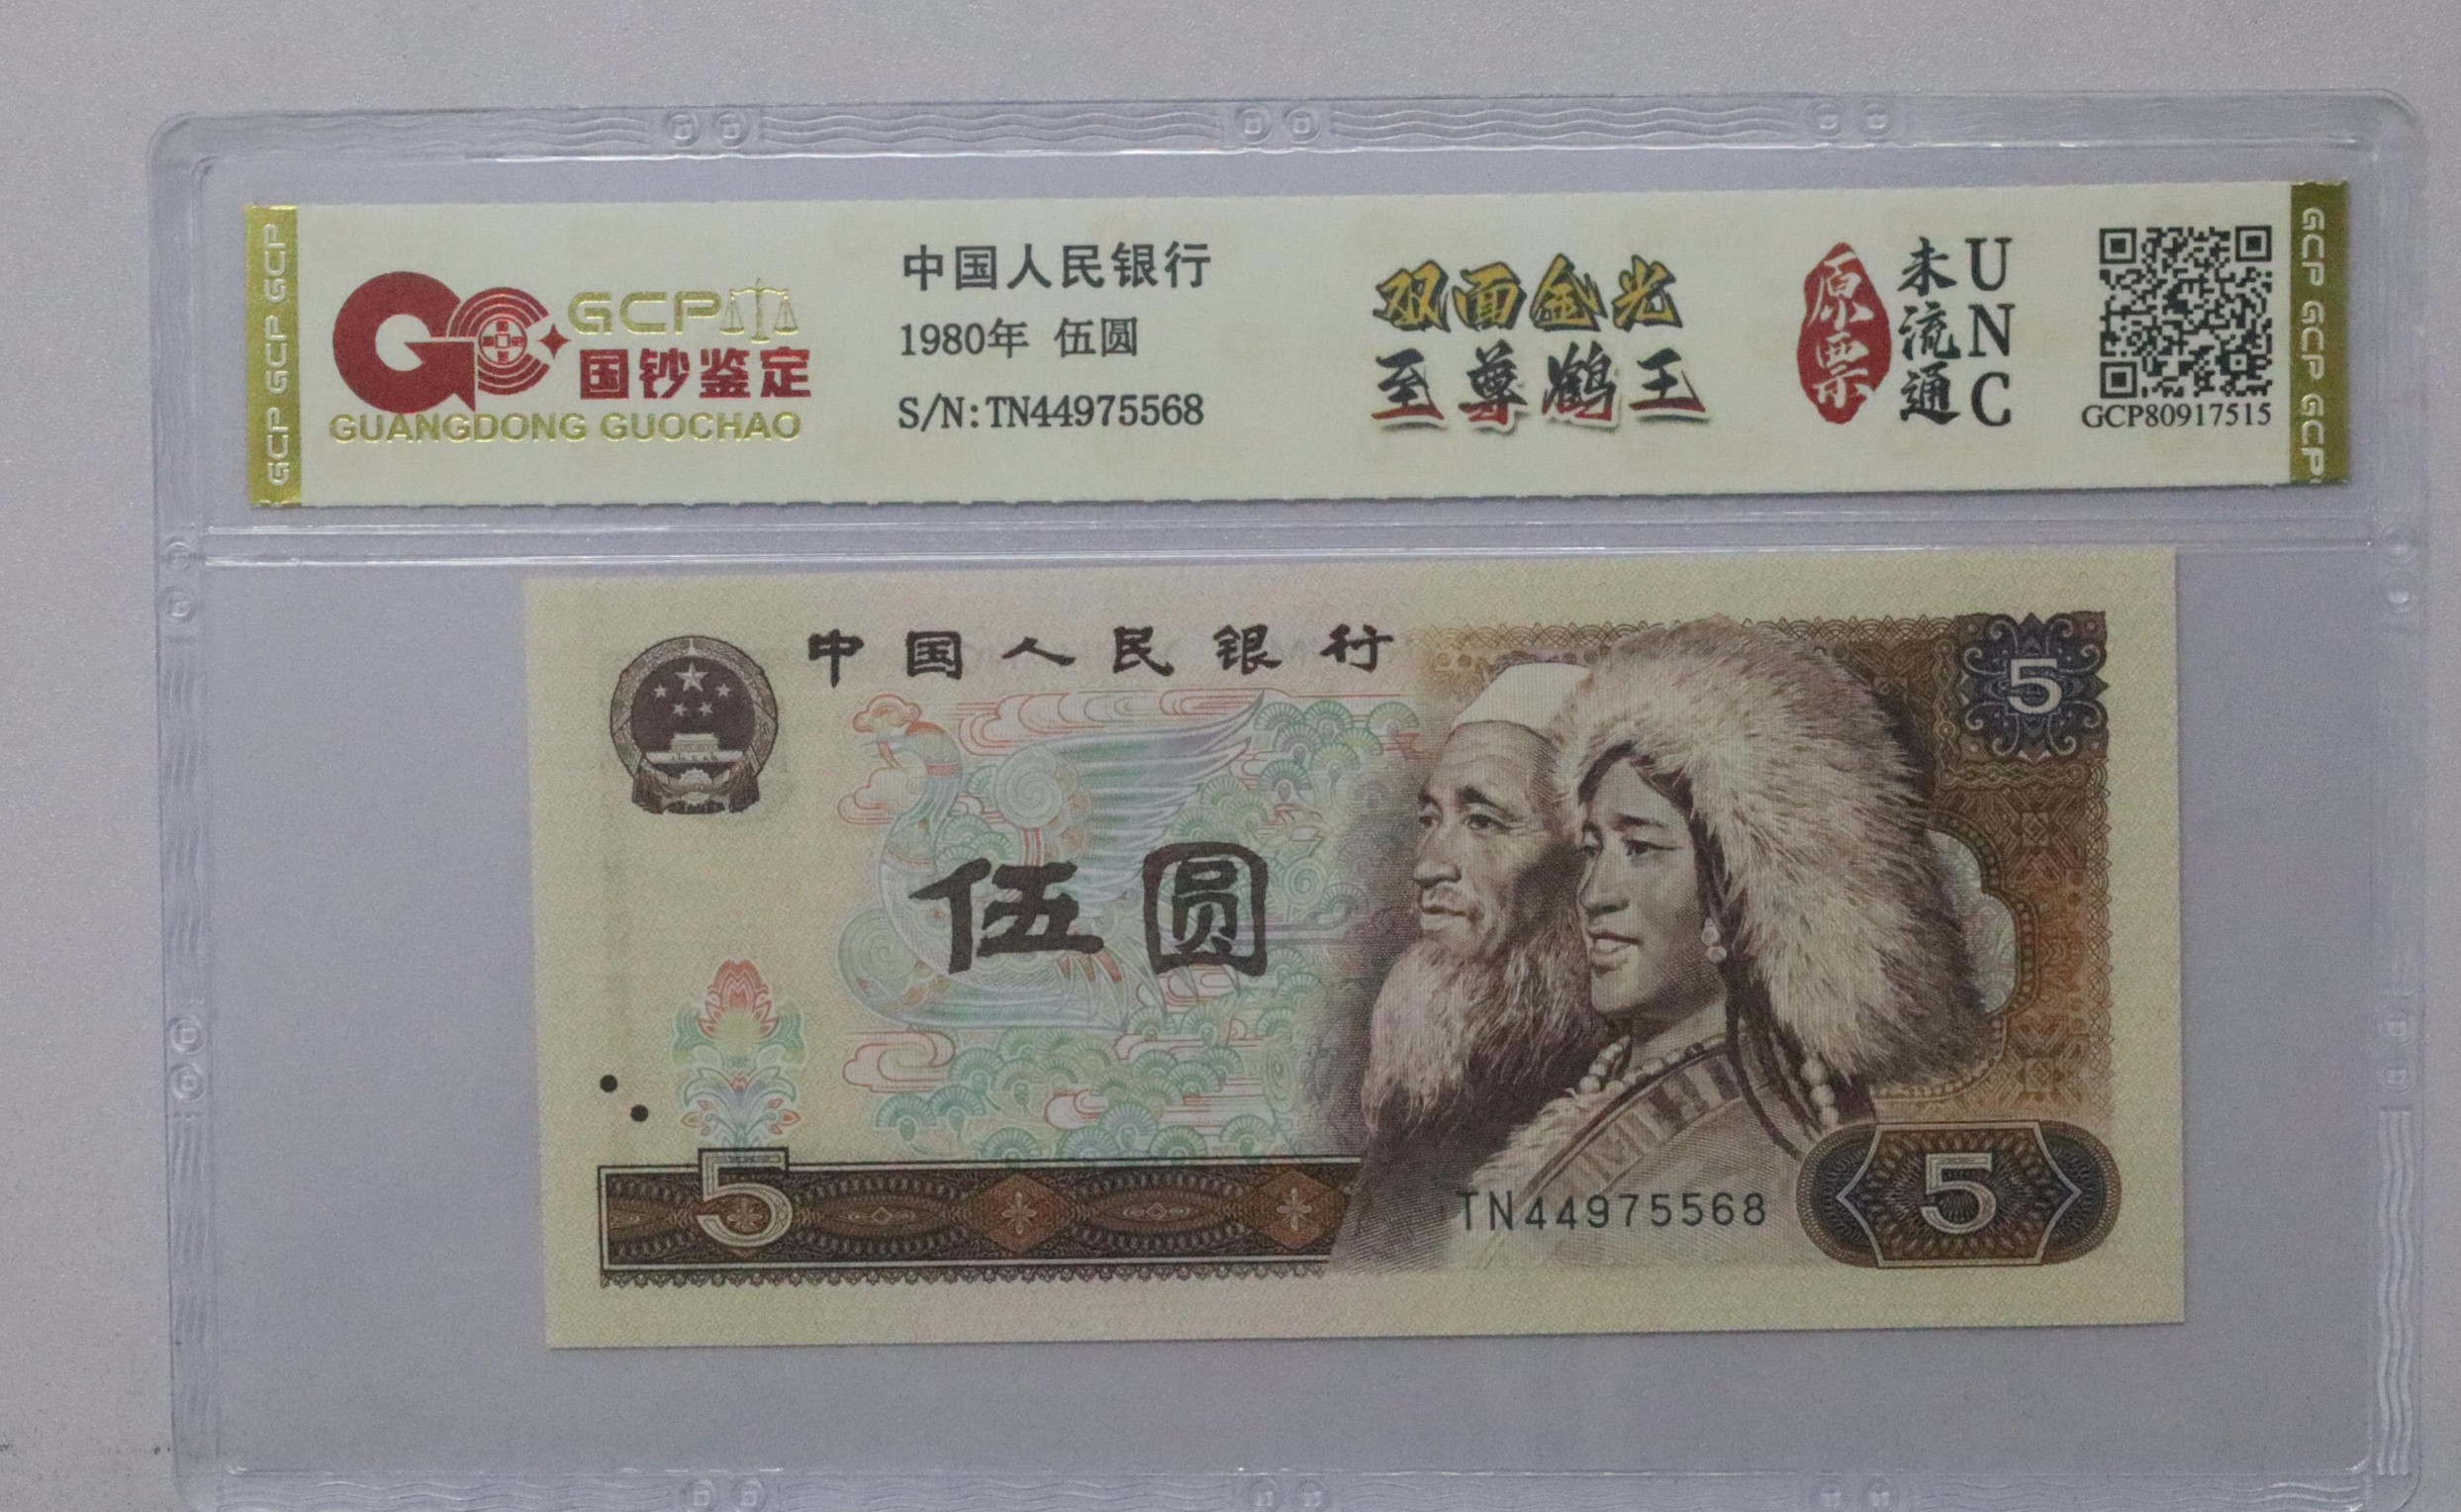 GCP GCP GCP
GCP
国钞鉴定
GUANGDONG GUOCHAO
中国人民银行
1980年 伍圆
S/N:TN44975568
双面金光
至尊鹤王
原票
未流通
UNC
GCP80917515
GCP GCP GCP
中国人民银行
5
伍圆
5
TN44975568
5